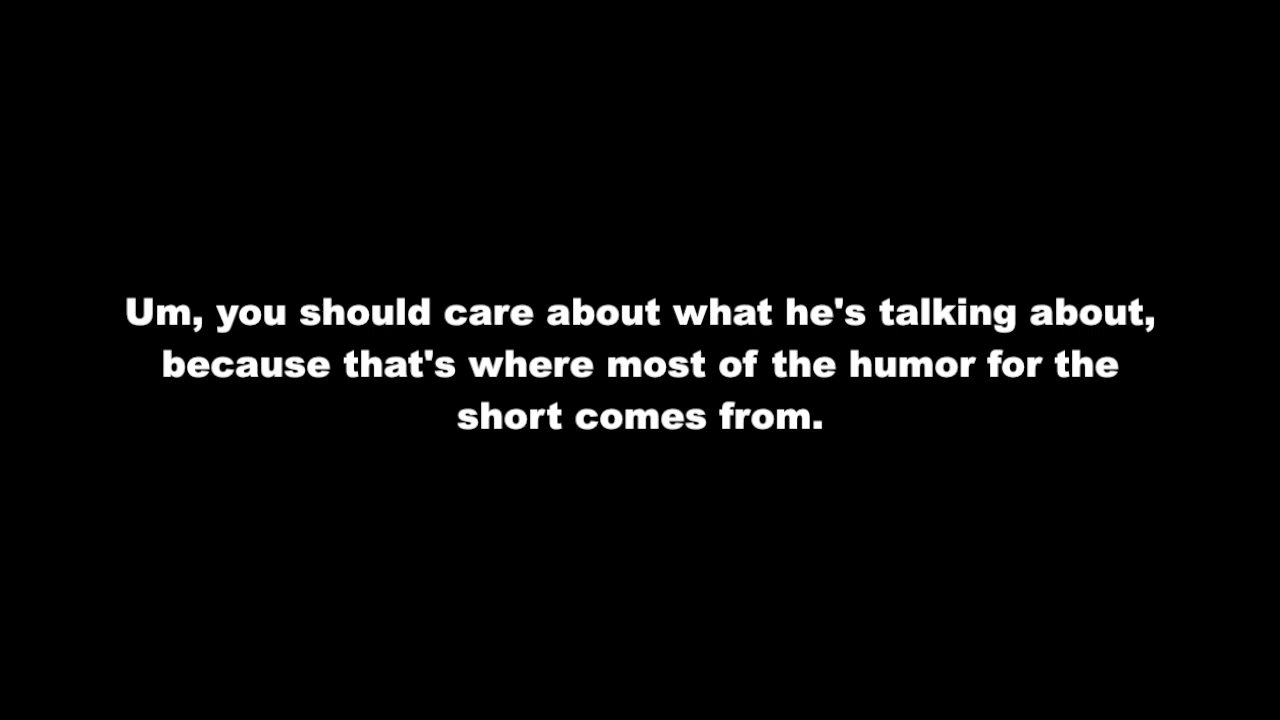 Um, you should care about what he's talking about,
because that's where most of the humor for the
short comes from.